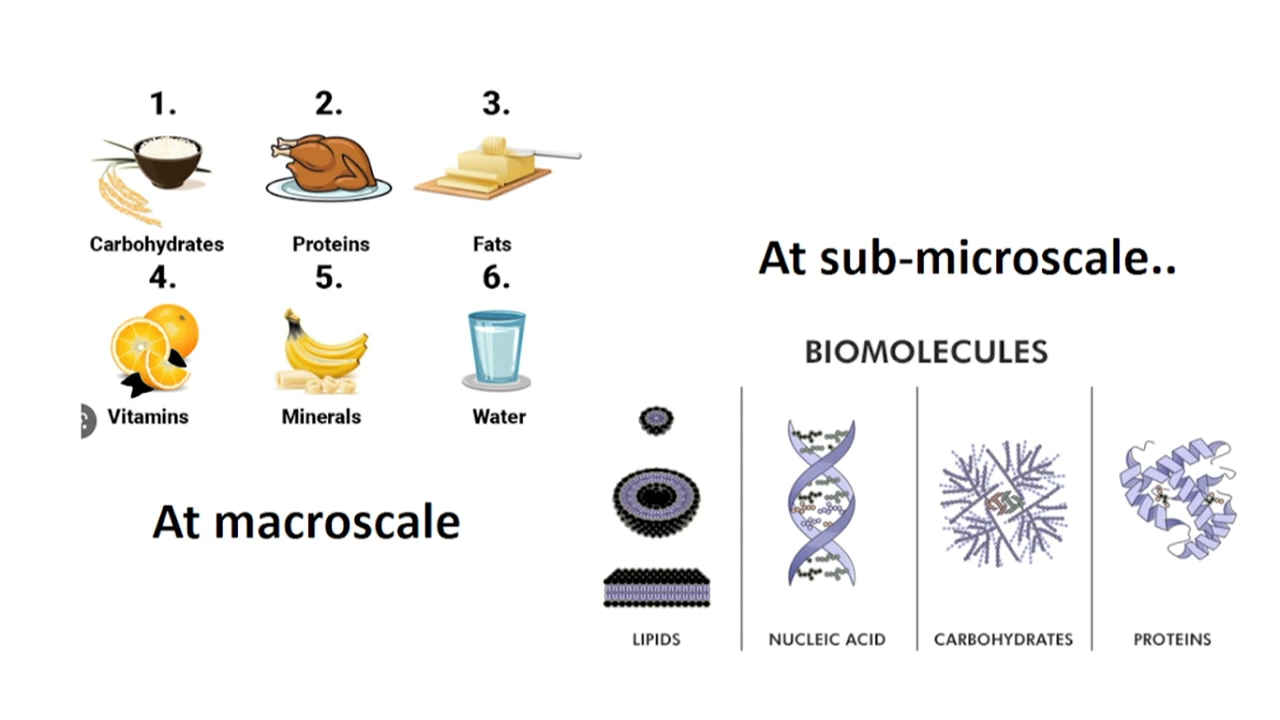 1. 2. 3.
Carbohydrates Proteins Fats
4. 5. 6.
Vitamins Minerals Water
At macroscale
At sub-microscale..
BIOMOLECULES
LIPIDS NUCLEIC ACID CARBOHYDRATES PROTEINS